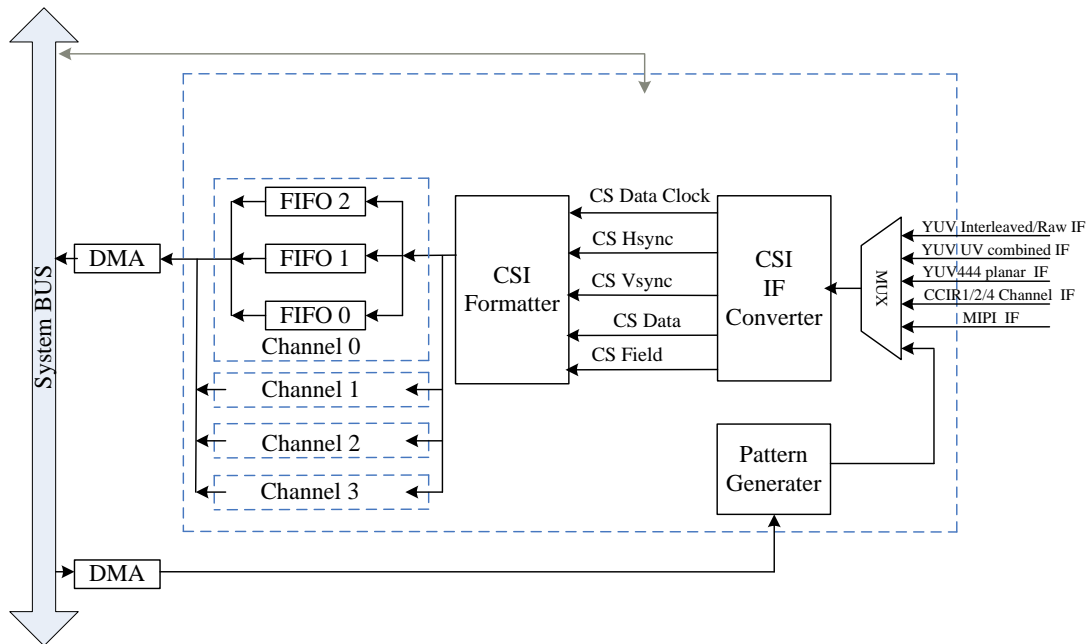 System BUS
DMA
FIFO 2
FIFO 1
FIFO 0
Channel 0
Channel 1
Channel 2
Channel 3
CSI
Formatter
CS Data Clock
CS Hsync
CS Vsync
CS Data
CS Field
CSI
IF
Converter
MUX
YUV Interleaved/Raw IF
YUV UV combined IF
YUV444 planar IF
CCIR1/2/4 Channel IF
MIPI IF
Pattern
Generater
DMA